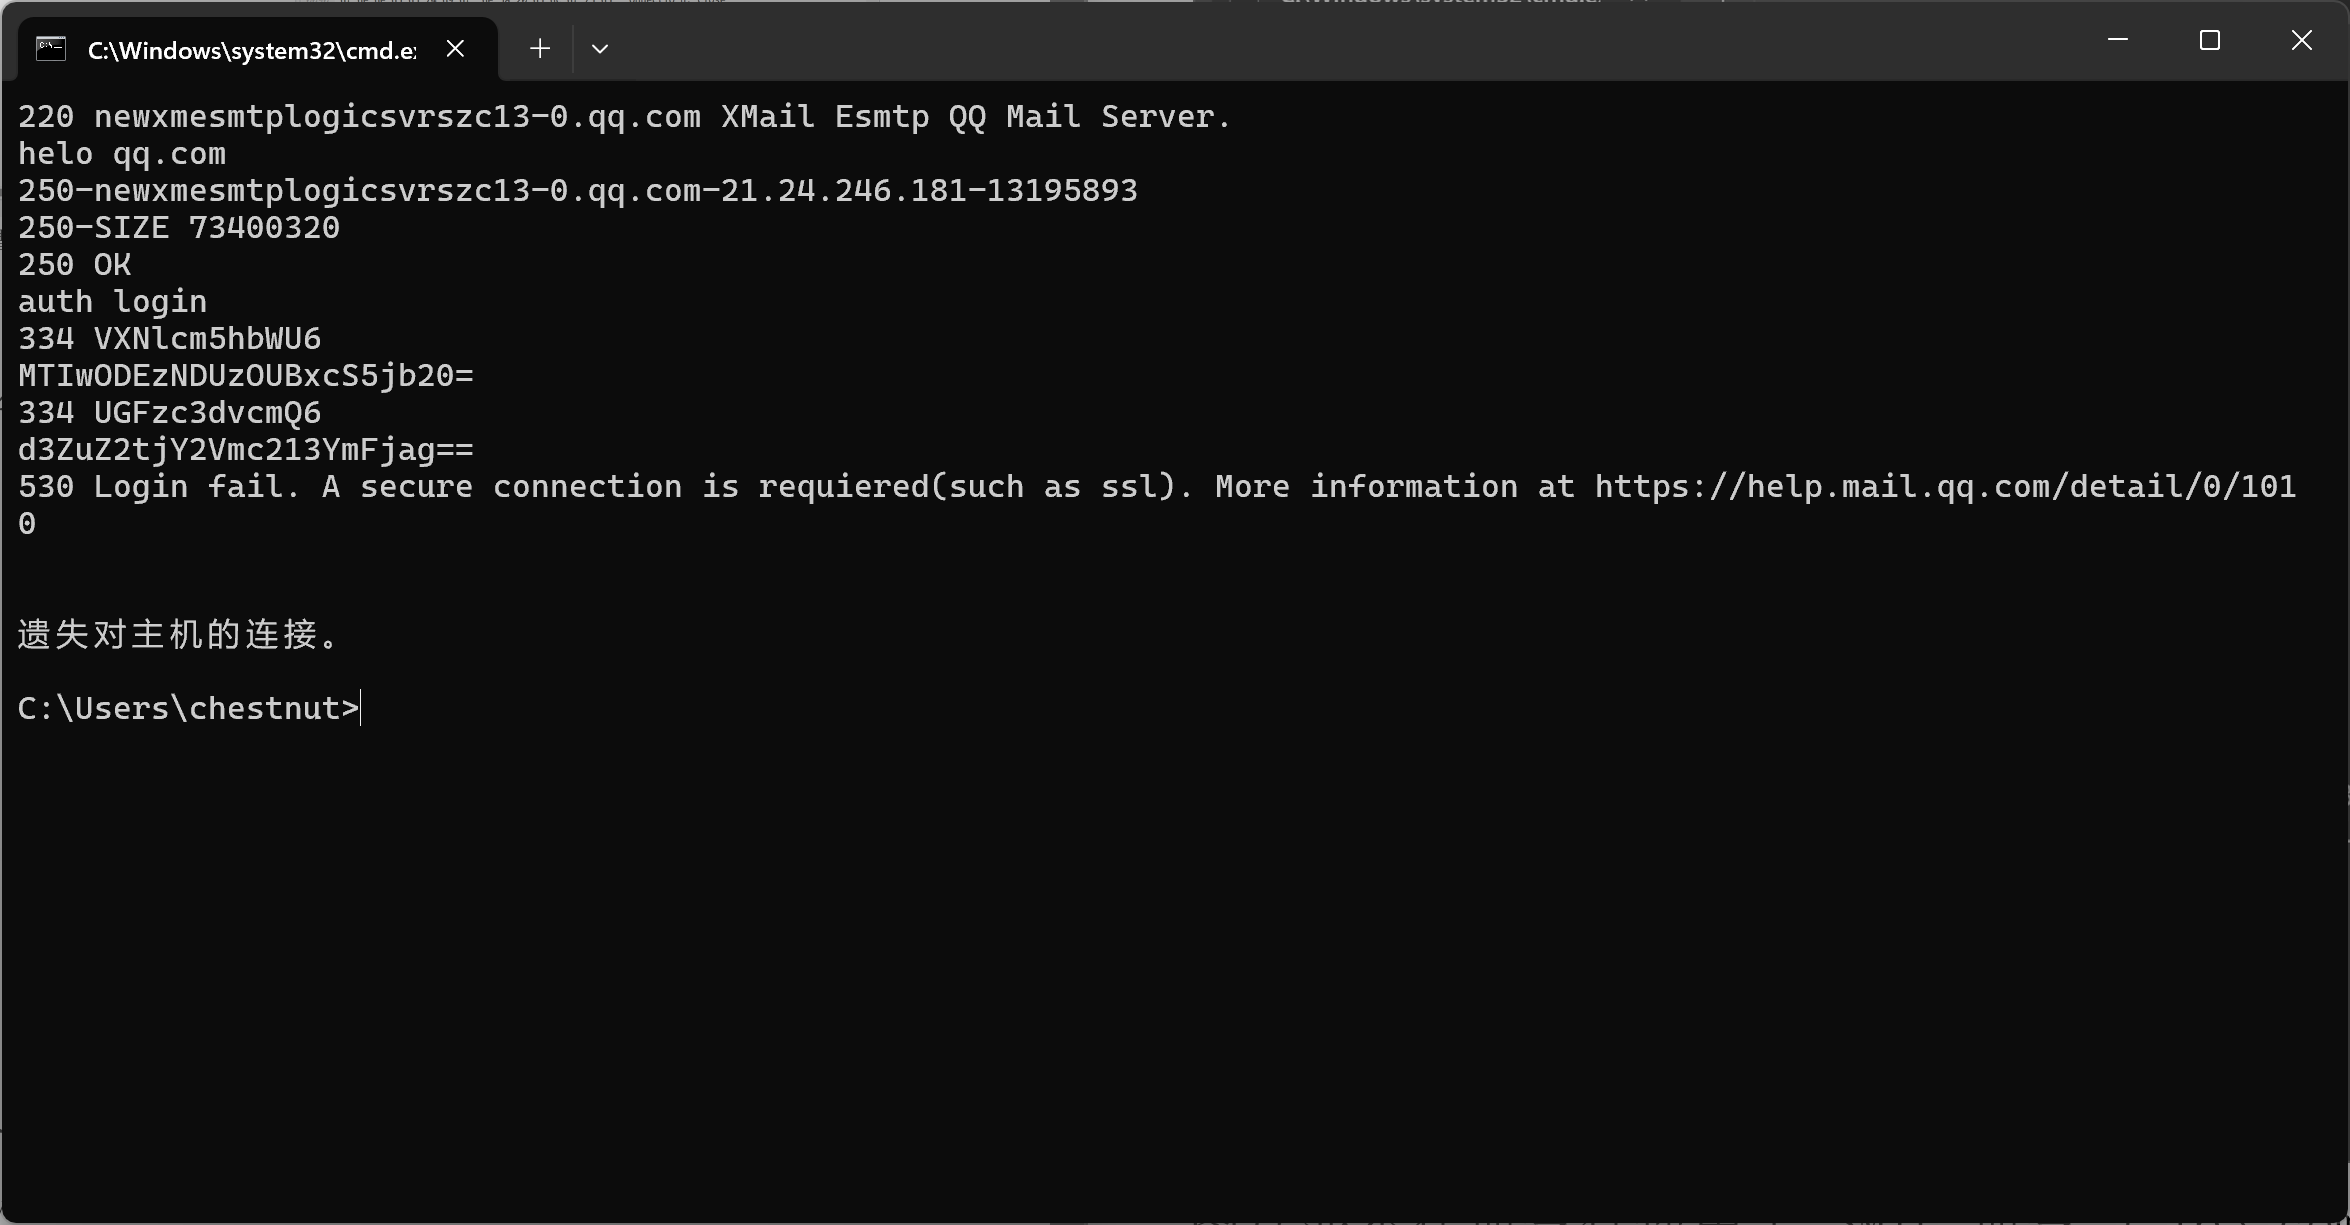 C:\Windows\system32\cmd.e
220 newxmesmtplogicsvrszc13-0.qq.com XMail Esmtp QQ Mail Server.
helo qq.com
250-newxmesmtplogicsvrszc13-0.qq.com-21.24.246.181-13195893
250-SIZE 73400320
250 OK
auth login
334 VXNlcm5hbWU6
MTIwODEzNDUzOUBxcS5jb20=
334 UGFzc3dvcmQ6
d3ZuZ2tjY2Vmc213YmFjag==
530 Login fail. A secure connection is requiered(such as ssl). More information at https://help.mail.qq.com/detail/0/101
0
遗失对主机的连接。
C:\Users\chestnut>